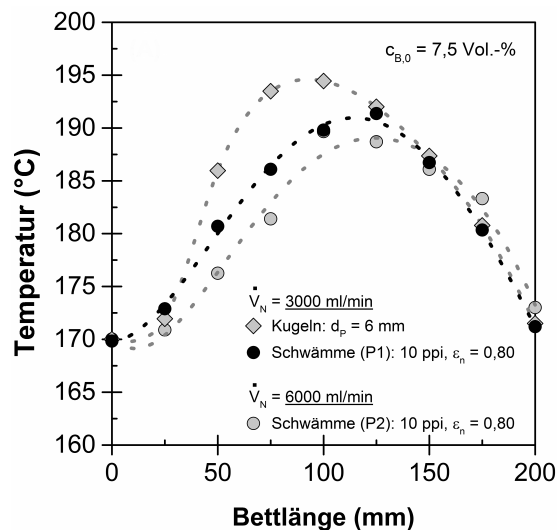 200
195
190
185
180
175
170
165
160
Temperatur (°C)
c_B,0 = 7,5 Vol.-%
V̇_N = 3000 ml/min
Kugeln: d_P = 6 mm
Schwämme (P1): 10 ppi, ε_n = 0,80
V̇_N = 6000 ml/min
Schwämme (P2): 10 ppi, ε_n = 0,80
0 50 100 150 200
Bettlänge (mm)